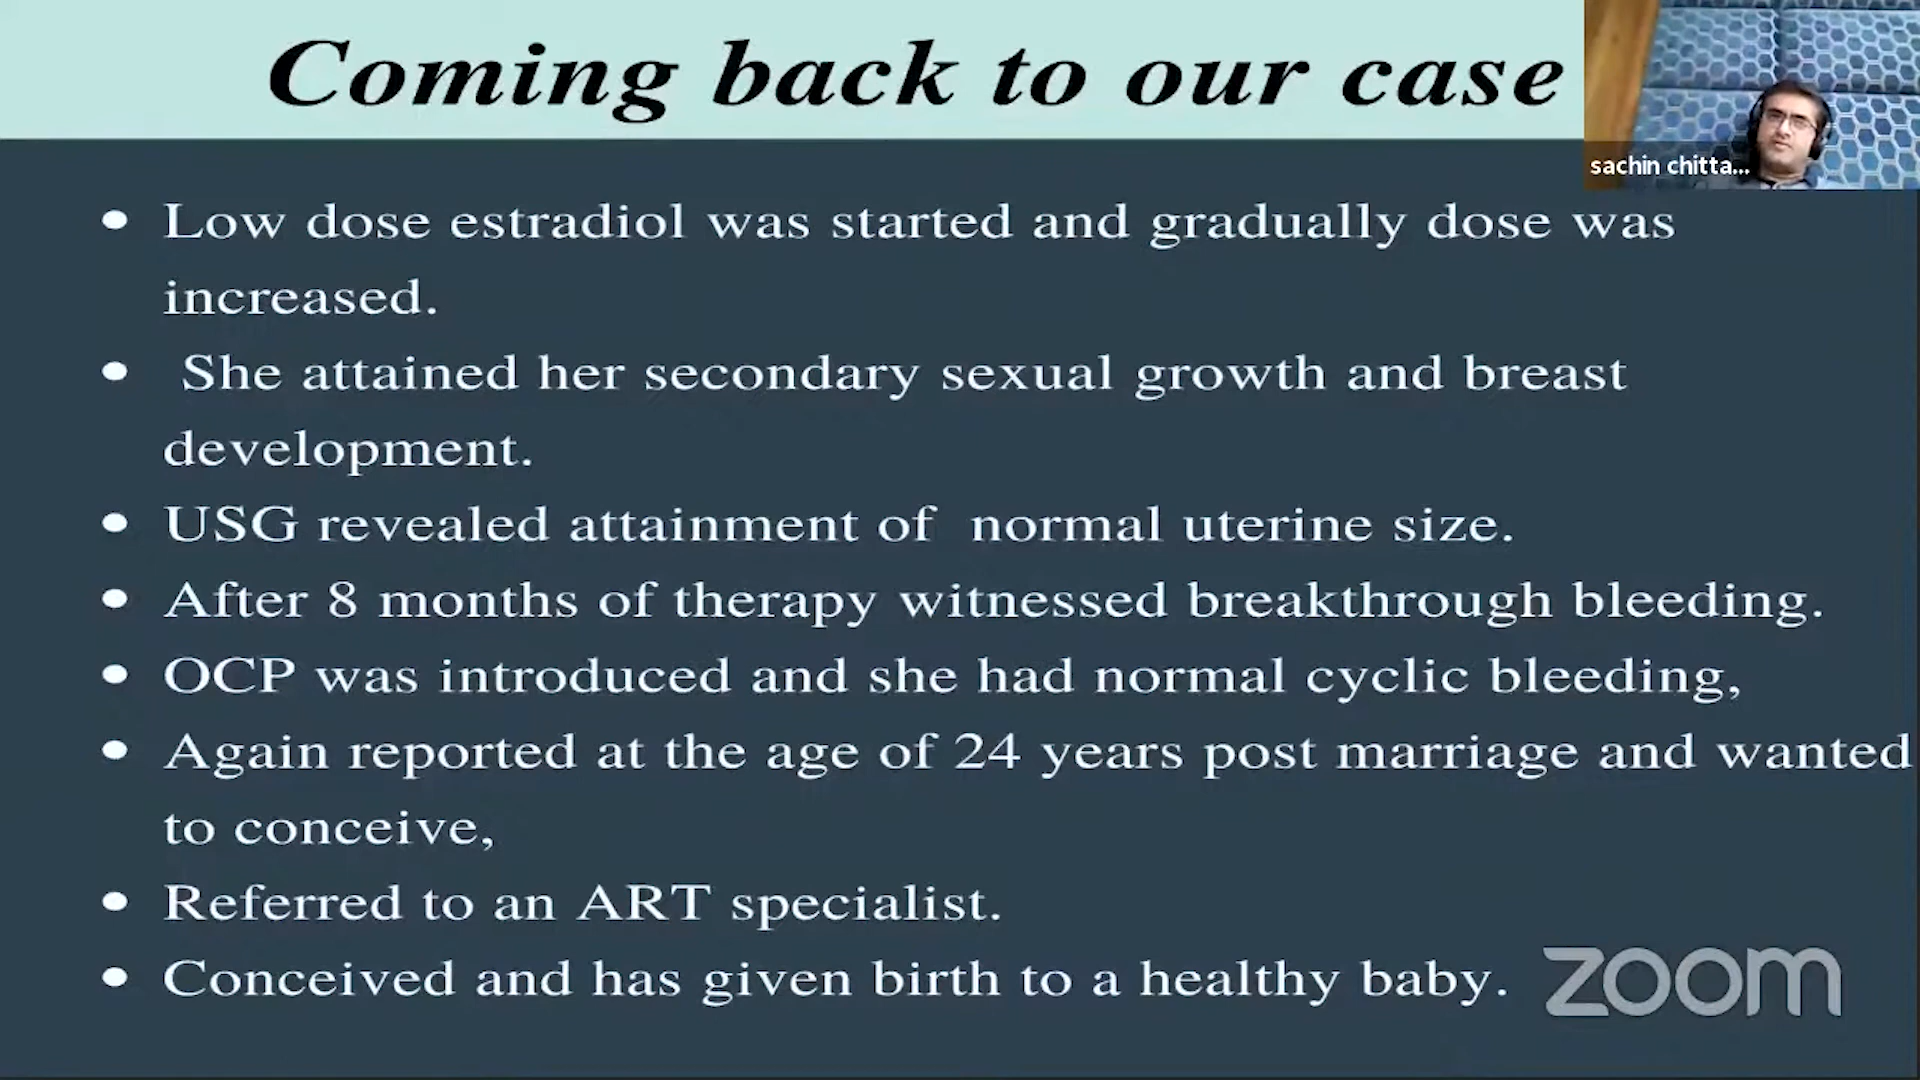 Coming back to our case
sachin chitta...
• Low dose estradiol was started and gradually dose was
increased.
• She attained her secondary sexual growth and breast
development.
• USG revealed attainment of normal uterine size.
• After 8 months of therapy witnessed breakthrough bleeding.
• OCP was introduced and she had normal cyclic bleeding,
• Again reported at the age of 24 years post marriage and wanted
to conceive,
• Referred to an ART specialist.
• Conceived and has given birth to a healthy baby.
zoom